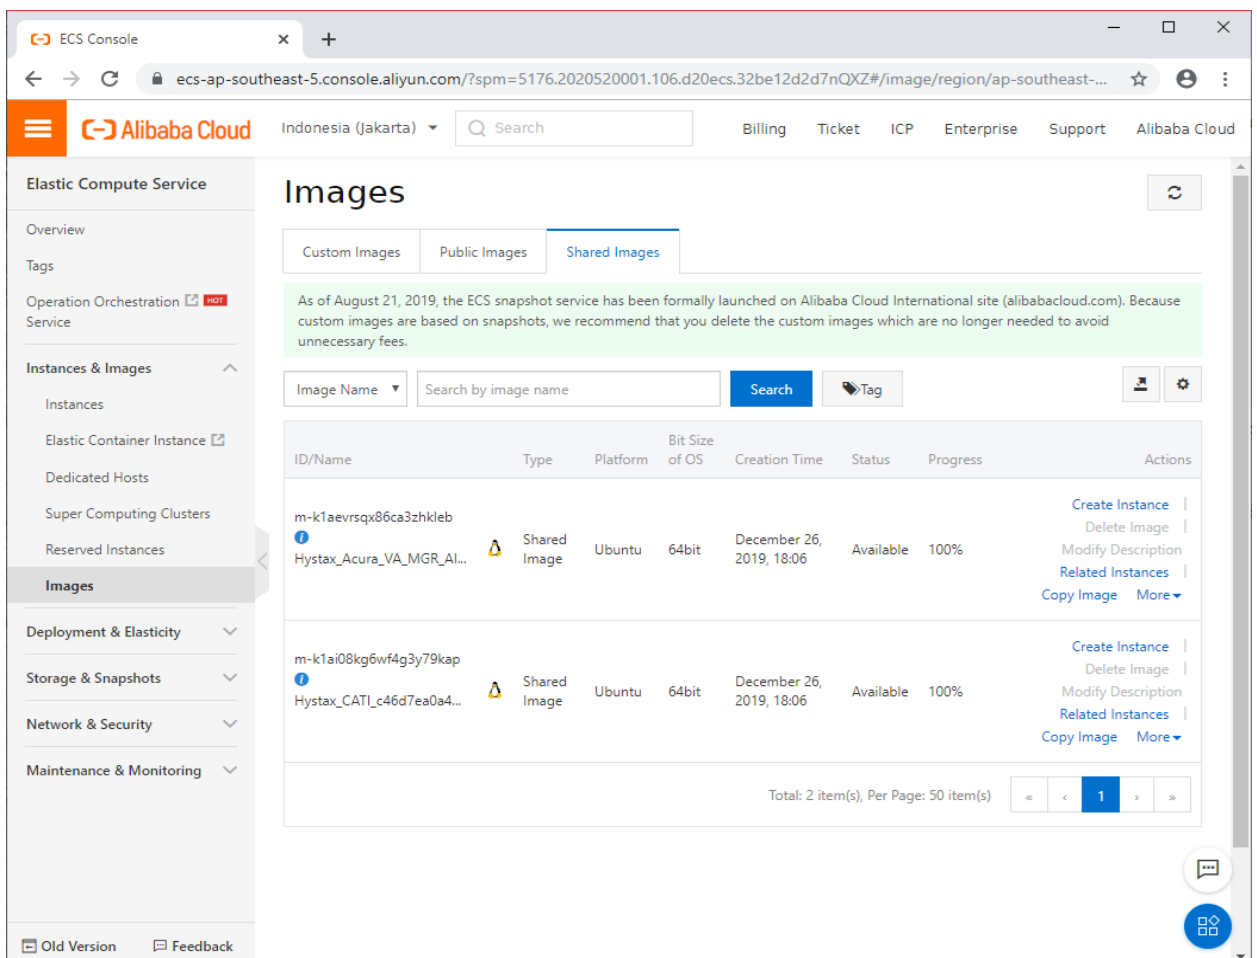 ECS Console
ecs-ap-southeast-5.console.aliyun.com/?spm=5176.2020520001.106.d20ecs.32be12d2d7nQXZ#/image/region/ap-southeast-...
Alibaba Cloud
Indonesia (Jakarta)
Search
Billing
Ticket
ICP
Enterprise
Support
Alibaba Cloud
Elastic Compute Service
Overview
Tags
Operation Orchestration HOT
Service
Instances & Images
Instances
Elastic Container Instance
Dedicated Hosts
Super Computing Clusters
Reserved Instances
Images
Deployment & Elasticity
Storage & Snapshots
Network & Security
Maintenance & Monitoring
Old Version
Feedback
Images
Custom Images
Public Images
Shared Images
As of August 21, 2019, the ECS snapshot service has been formally launched on Alibaba Cloud International site (alibabacloud.com). Because
custom images are based on snapshots, we recommend that you delete the custom images which are no longer needed to avoid
unnecessary fees.
Image Name
Search by image name
Search
Tag
ID/Name
Type
Platform
Bit Size
of OS
Creation Time
Status
Progress
Actions
m-k1aevrsqx86ca3zhkleb
Hystax_Acura_VA_MGR_Al...
Shared
Image
Ubuntu
64bit
December 26,
2019, 18:06
Available
100%
Create Instance
Delete Image
Modify Description
Related Instances
Copy Image
More
m-k1ai08kg6wf4g3y79kap
Hystax_CATI_c46d7ea0a4...
Shared
Image
Ubuntu
64bit
December 26,
2019, 18:06
Available
100%
Create Instance
Delete Image
Modify Description
Related Instances
Copy Image
More
Total: 2 item(s), Per Page: 50 item(s)
« ‹ 1 › »